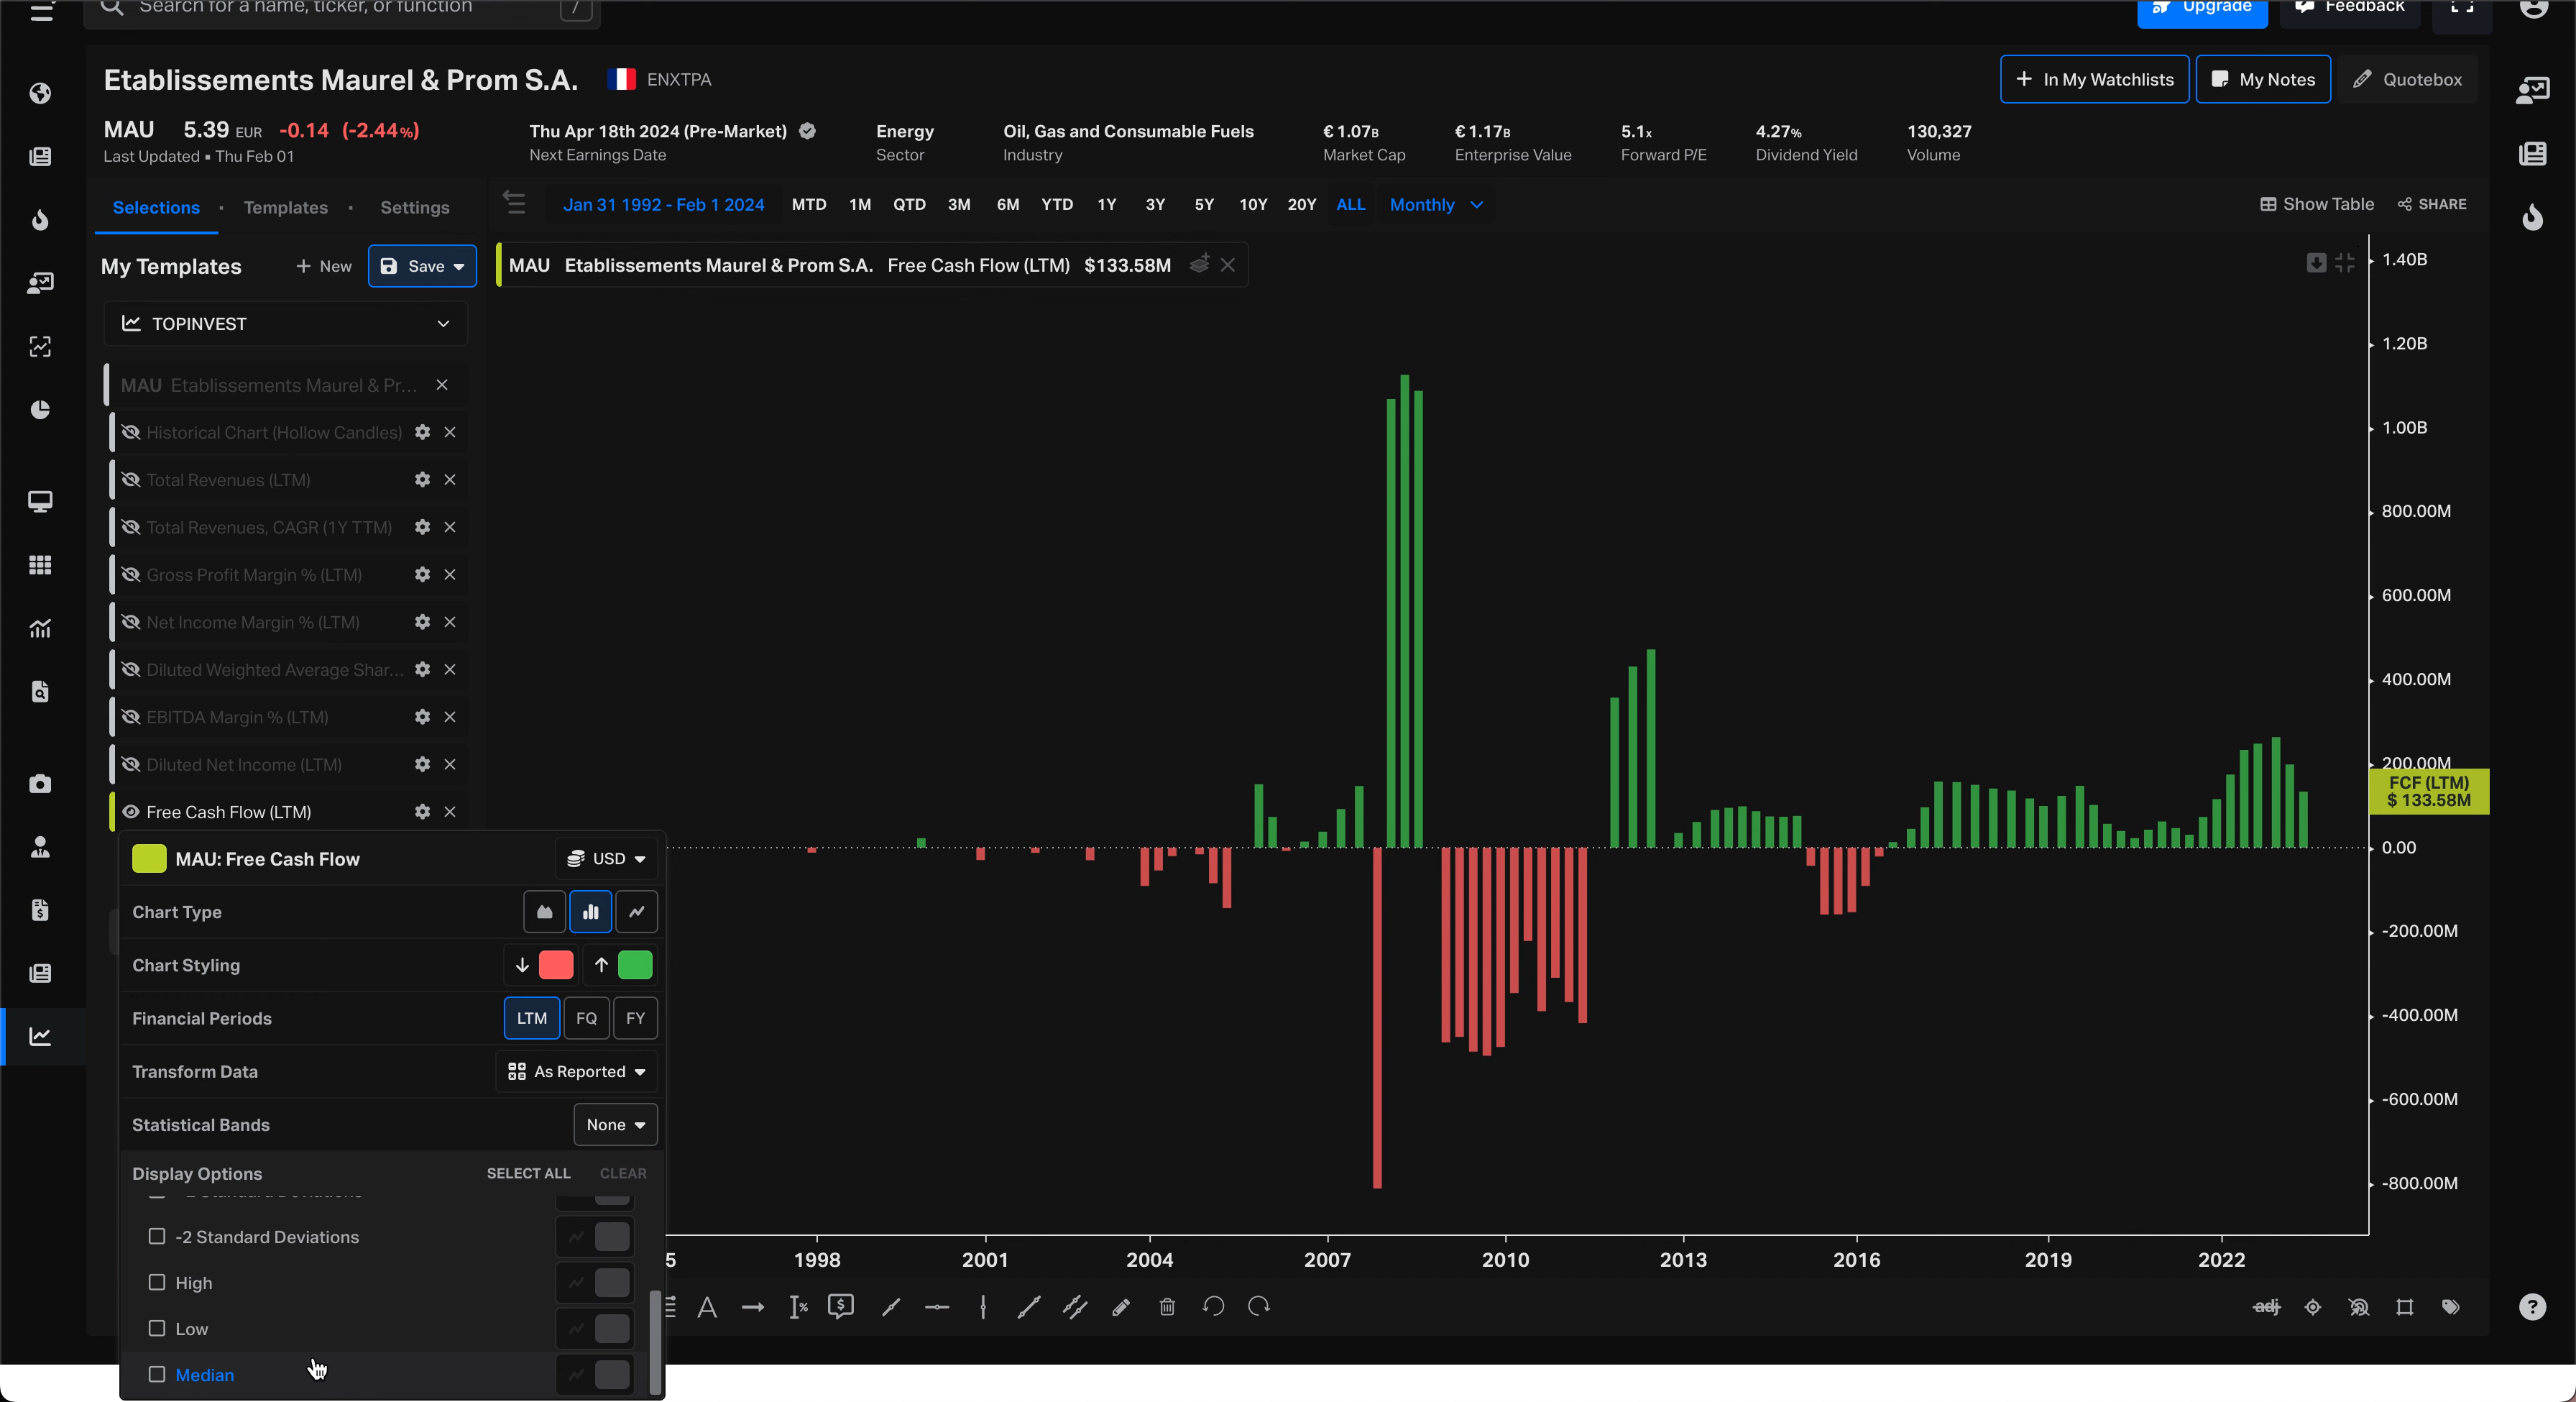 Search for a name, ticker, or function /
Upgrade Feedback
Etablissements Maurel & Prom S.A. ENXTPA
+ In My Watchlists My Notes Quotebox
MAU 5.39 EUR -0.14 (-2.44%)
Last Updated ▪ Thu Feb 01
Thu Apr 18th 2024 (Pre-Market)
Next Earnings Date
Energy
Sector
Oil, Gas and Consumable Fuels
Industry
€ 1.07B
Market Cap
€ 1.17B
Enterprise Value
5.1x
Forward P/E
4.27%
Dividend Yield
130,327
Volume
Selections · Templates · Settings
Jan 31 1992 - Feb 1 2024 MTD 1M QTD 3M 6M YTD 1Y 3Y 5Y 10Y 20Y ALL Monthly
Show Table SHARE
My Templates + New Save
TOPINVEST
MAU Etablissements Maurel & Pr...
Historical Chart (Hollow Candles)
Total Revenues (LTM)
Total Revenues, CAGR (1Y TTM)
Gross Profit Margin % (LTM)
Net Income Margin % (LTM)
Diluted Weighted Average Shar...
EBITDA Margin % (LTM)
Diluted Net Income (LTM)
Free Cash Flow (LTM)
MAU: Free Cash Flow USD
Chart Type
Chart Styling
Financial Periods LTM FQ FY
Transform Data As Reported
Statistical Bands None
Display Options SELECT ALL CLEAR
-2 Standard Deviations
High
Low
Median
MAU Etablissements Maurel & Prom S.A. Free Cash Flow (LTM) $133.58M
1.40B
1.20B
1.00B
800.00M
600.00M
400.00M
200.00M
FCF (LTM)
$ 133.58M
0.00
-200.00M
-400.00M
-600.00M
-800.00M
5 1998 2001 2004 2007 2010 2013 2016 2019 2022
A % $ adj ?